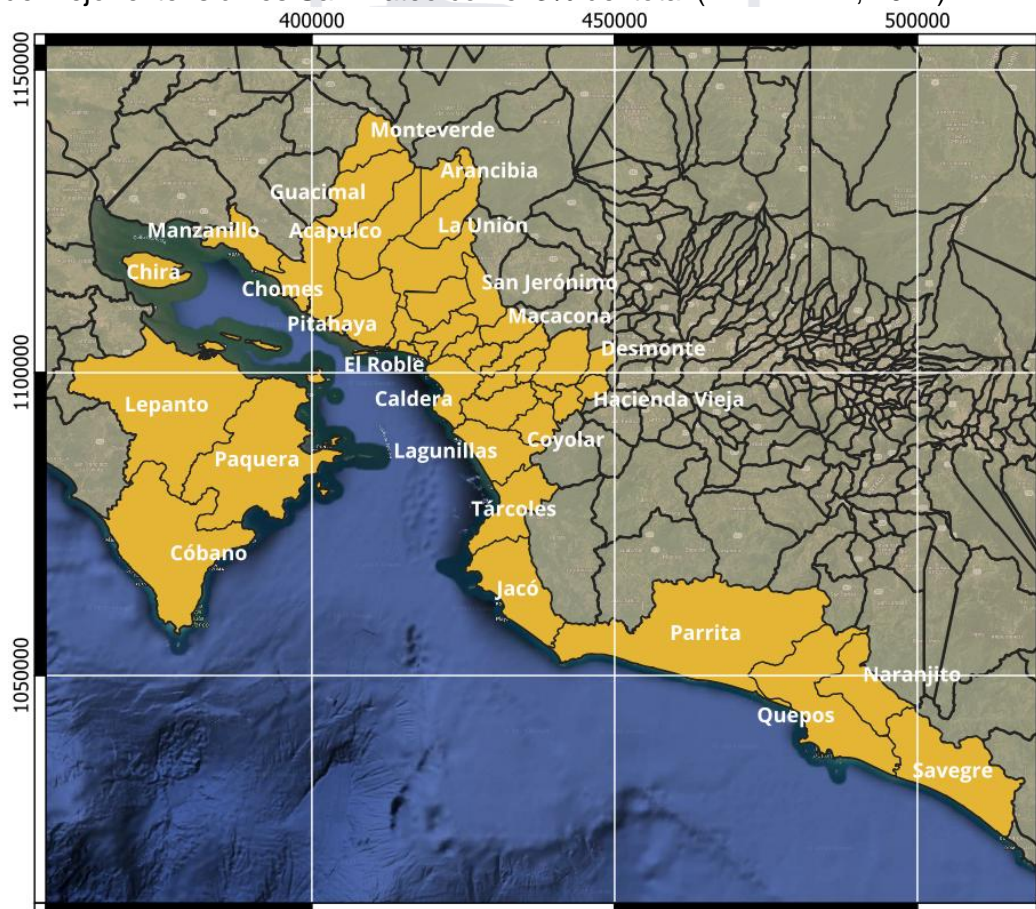 400000 450000 500000
1150000
Monteverde
Arancibia
Guacimal
La Unión
Manzanillo Acapulco
Chira
San Jerónimo
Chomes
Macacona
Pitahaya
Desmonte
1100000
El Roble
Caldera Hacienda Vieja
Lepanto
Coyolar
Lagunillas
Paquera
Tárcoles
Cóbano
Jacó
Parrita
1050000
Naranjito
Quepos
Savegre